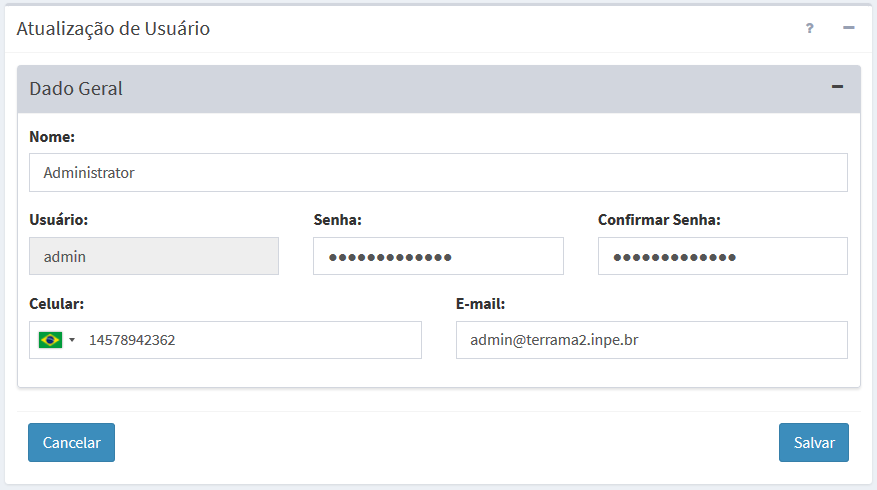 Atualização de Usuário ?
Dado Geral
Nome:
Administrator
Usuário: Senha: Confirmar Senha:
admin ●●●●●●●●●●●●● ●●●●●●●●●●●●●
Celular: E-mail:
14578942362 admin@terrama2.inpe.br
Cancelar Salvar